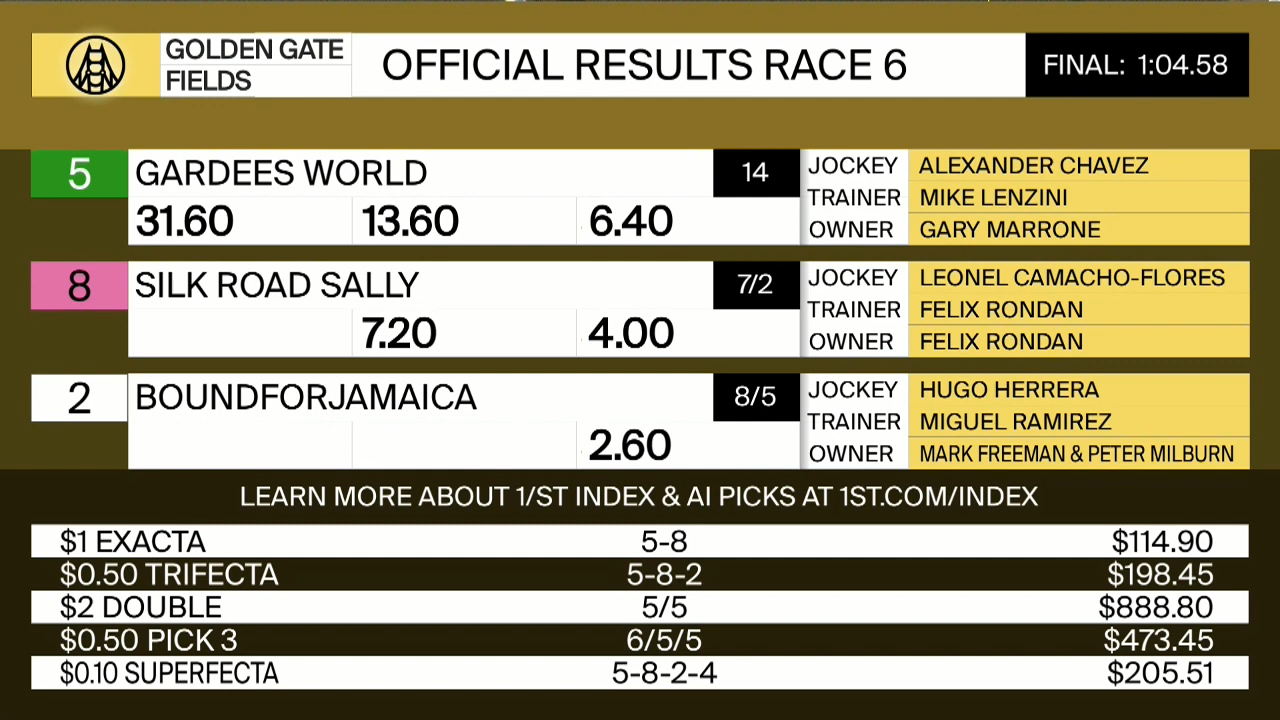 GOLDEN GATE
FIELDS
OFFICIAL RESULTS RACE 6
FINAL: 1:04.58
5 GARDEES WORLD 14
31.60 13.60 6.40
JOCKEY ALEXANDER CHAVEZ
TRAINER MIKE LENZINI
OWNER GARY MARRONE
8 SILK ROAD SALLY 7/2
7.20 4.00
JOCKEY LEONEL CAMACHO-FLORES
TRAINER FELIX RONDAN
OWNER FELIX RONDAN
2 BOUNDFORJAMAICA 8/5
2.60
JOCKEY HUGO HERRERA
TRAINER MIGUEL RAMIREZ
OWNER MARK FREEMAN & PETER MILBURN
LEARN MORE ABOUT 1/ST INDEX & AI PICKS AT 1ST.COM/INDEX
$1 EXACTA 5-8 $114.90
$0.50 TRIFECTA 5-8-2 $198.45
$2 DOUBLE 5/5 $888.80
$0.50 PICK 3 6/5/5 $473.45
$0.10 SUPERFECTA 5-8-2-4 $205.51